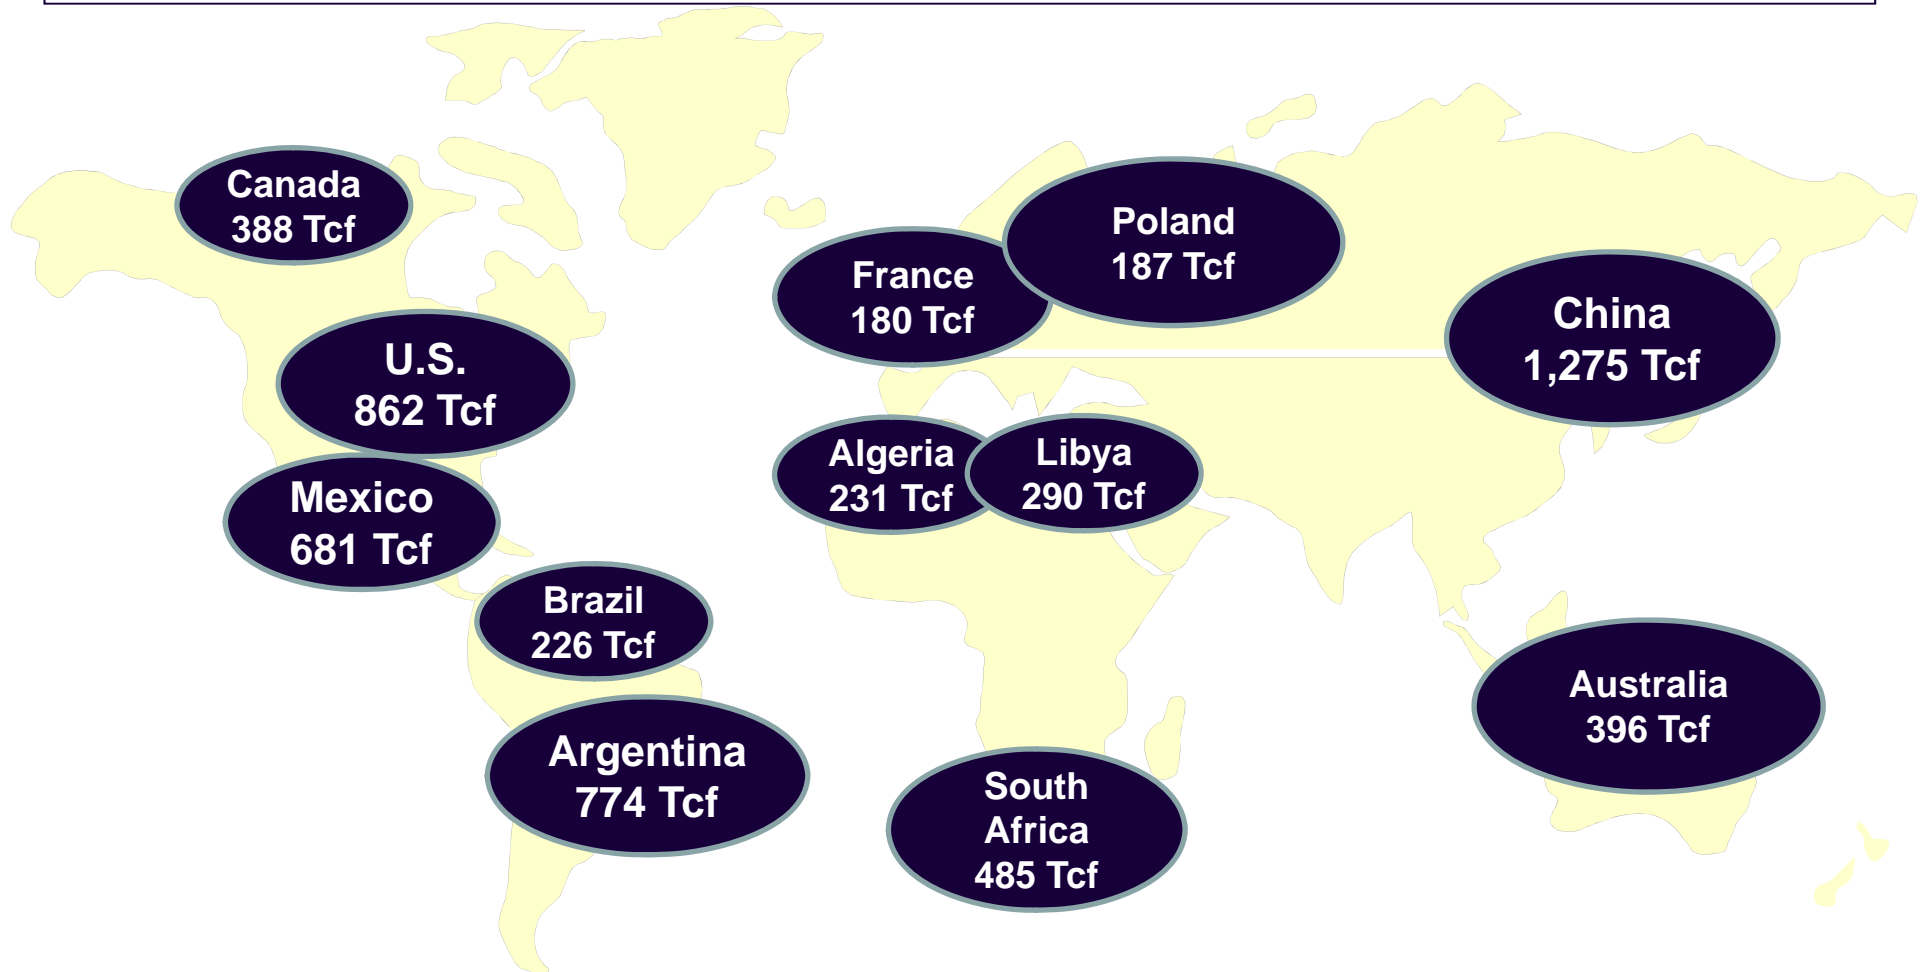 Canada
388 Tcf
Poland
187 Tcf
France
180 Tcf
China
1,275 Tcf
U.S.
862 Tcf
Algeria
231 Tcf
Libya
290 Tcf
Mexico
681 Tcf
Brazil
226 Tcf
Australia
396 Tcf
Argentina
774 Tcf
South
Africa
485 Tcf